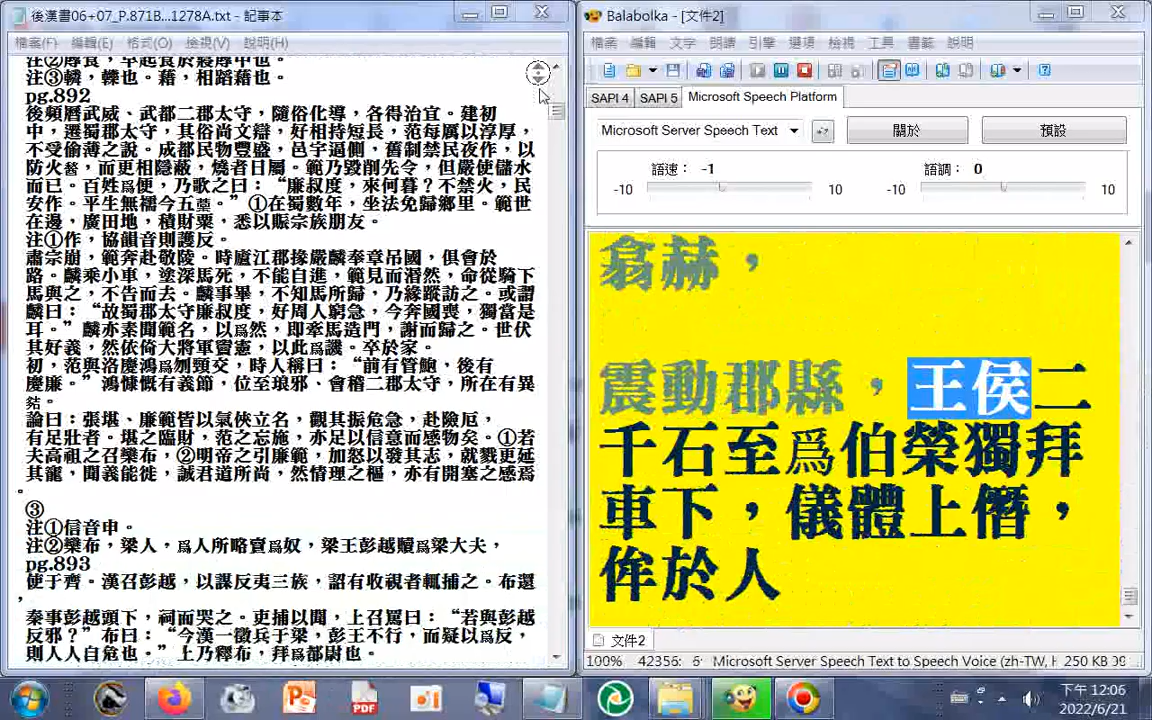 後漢書06+07_P.871B...1278A.txt - 記事本
檔案(F) 編輯(E) 格式(O) 檢視(V) 說明(H)
注②蓐食，早起食於寢蓐中也。
注③轔，轢也。藉，相蹈藉也。
pg.892
後頻曆武威、武都二郡太守，隨俗化導，各得治宜。建初
中，遷蜀郡太守，其俗尚文辯，好相持短長，范每厲以淳厚，
不受偷薄之說。成都民物豐盛，邑宇逼側，舊制禁民夜作，以
防火，而更相隱蔽，燒者日屬。範乃毀削先令，但嚴使儲水
而已。百姓爲便，乃歌之曰：“廉叔度，來何暮？不禁火，民
安作。平生無襦今五。”①在蜀數年，坐法免歸鄉里。範世
在邊，廣田地，積財粟，悉以賑宗族朋友。
注①作，協韻音則護反。
肅宗崩，範奔赴敬陵。時廬江郡掾嚴麟奉章吊國，俱會於
路。麟乘小車，塗深馬死，不能自進，範見而湣然，命從騎下
馬與之，不告而去。麟事畢，不知馬所歸，乃緣蹤訪之。或謂
麟曰：“故蜀郡太守廉叔度，好周人窮急，今奔國喪，獨當是
耳。”麟亦素聞範名，以爲然，即牽馬造門，謝而歸之。世伏
其好義，然依倚大將軍竇憲，以此爲譏。卒於家。
初，范與洛慶鴻爲刎頸交，時人稱曰：“前有管鮑，後有
慶廉。”鴻慷慨有義節，位至琅邪、會稽二郡太守，所在有異
。
論曰：張堪、廉範皆以氣俠立名，觀其振危急，赴險厄，
有足壯者。堪之臨財，范之忘施，亦足以信意而感物矣。①若
夫高祖之召欒布，②明帝之引廉範，加怒以發其志，就戮更延
其寵，聞義能徙，誠君道所尚，然情理之樞，亦有開塞之感焉
。
③
注①信音申。
注②欒布，梁人，爲人所略賣爲奴，梁王彭越贖爲梁大夫，
pg.893
使于齊。漢召彭越，以謀反夷三族，詔有收視者輒捕之。布還
，
奏事彭越頭下，祠而哭之。吏捕以聞，上召罵曰：“若與彭越
反邪？”布曰：“今漢一徵兵于梁，彭王不行，而疑以爲反，
則人人自危也。”上乃釋布，拜爲都尉也。
Balabolka - [文件2]
檔案 編輯 文字 朗讀 引擎 選項 檢視 工具 書籤 說明
SAPI 4 SAPI 5 Microsoft Speech Platform
Microsoft Server Speech Text 關於 預設
語速： -1 語調： 0
-10 10 -10 10
翕赫，
震動郡縣，王侯二
千石至爲伯榮獨拜
車下，儀體上僭，
侔於人
文件2
100% 42356: 6 Microsoft Server Speech Text to Speech Voice (zh-TW, H 250 KB
下午 12:06
2022/6/21